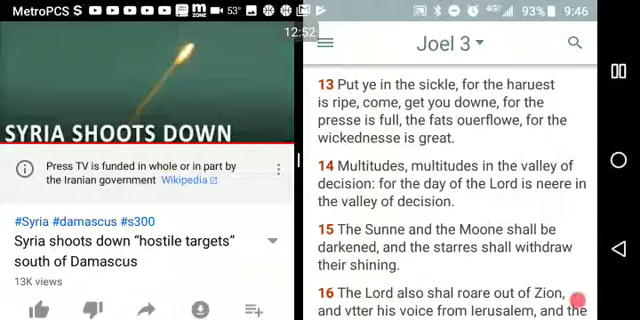 MetroPCS
53°
4G
93%
9:46
12:52
SYRIA SHOOTS DOWN
Press TV is funded in whole or in part by
the Iranian government Wikipedia
#Syria #damascus #s300
Syria shoots down “hostile targets”
south of Damascus
13K views
Joel 3
13 Put ye in the sickle, for the haruest
is ripe, come, get you downe, for the
presse is full, the fats ouerflowe, for the
wickednesse is great.
14 Multitudes, multitudes in the valley of
decision: for the day of the Lord is neere in
the valley of decision.
15 The Sunne and the Moone shall be
darkened, and the starres shall withdraw
their shining.
16 The Lord also shal roare out of Zion,
and vtter his voice from Ierusalem, and the